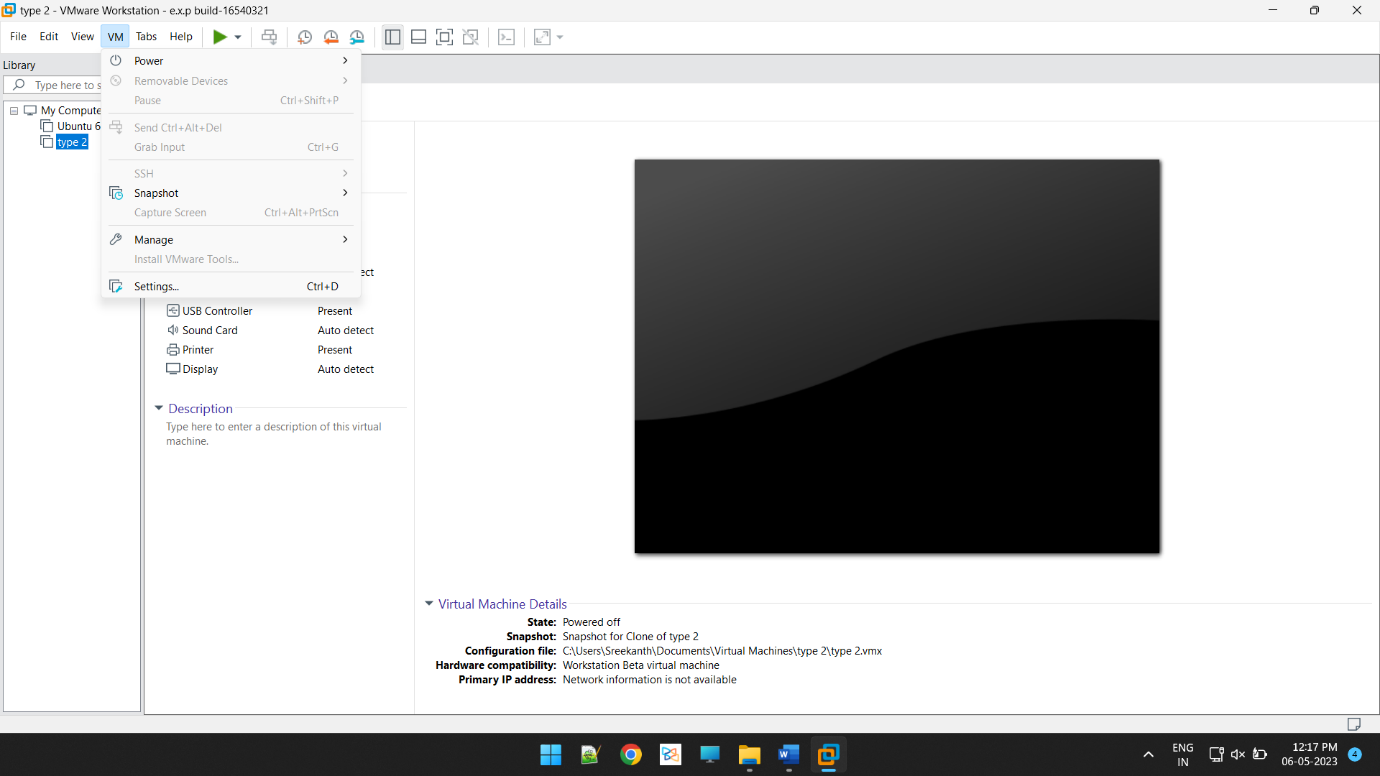 type 2 - VMware Workstation - e.x.p build-16540321
File Edit View VM Tabs Help
Library
Type here to s
My Compute
Ubuntu 6
type 2
Power
Removable Devices
Pause Ctrl+Shift+P
Send Ctrl+Alt+Del
Grab Input Ctrl+G
SSH
Snapshot
Capture Screen Ctrl+Alt+PrtScn
Manage
Install VMware Tools...
Settings... Ctrl+D
ect
USB Controller Present
Sound Card Auto detect
Printer Present
Display Auto detect
Description
Type here to enter a description of this virtual
machine.
Virtual Machine Details
State: Powered off
Snapshot: Snapshot for Clone of type 2
Configuration file: C:\Users\Sreekanth\Documents\Virtual Machines\type 2\type 2.vmx
Hardware compatibility: Workstation Beta virtual machine
Primary IP address: Network information is not available
ENG
IN
12:17 PM
06-05-2023
4